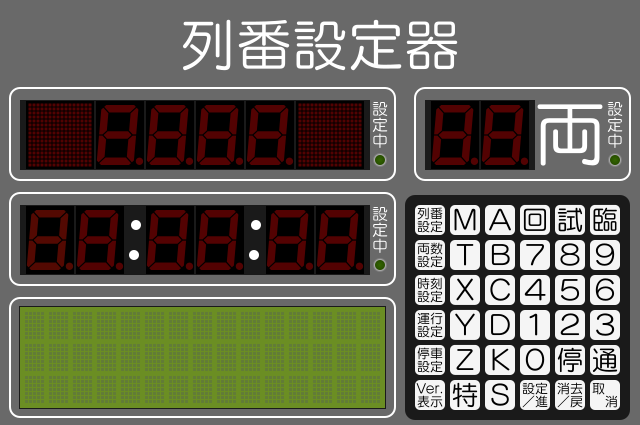 列番設定器
設定中
両
設定中
設定中
列番設定 M A 回 試 臨
両数設定 T B 7 8 9
時刻設定 X C 4 5 6
運行設定 Y D 1 2 3
停車設定 Z K 0 停 通
Ver.表示 特 S 設定／進 消去／戻 取消